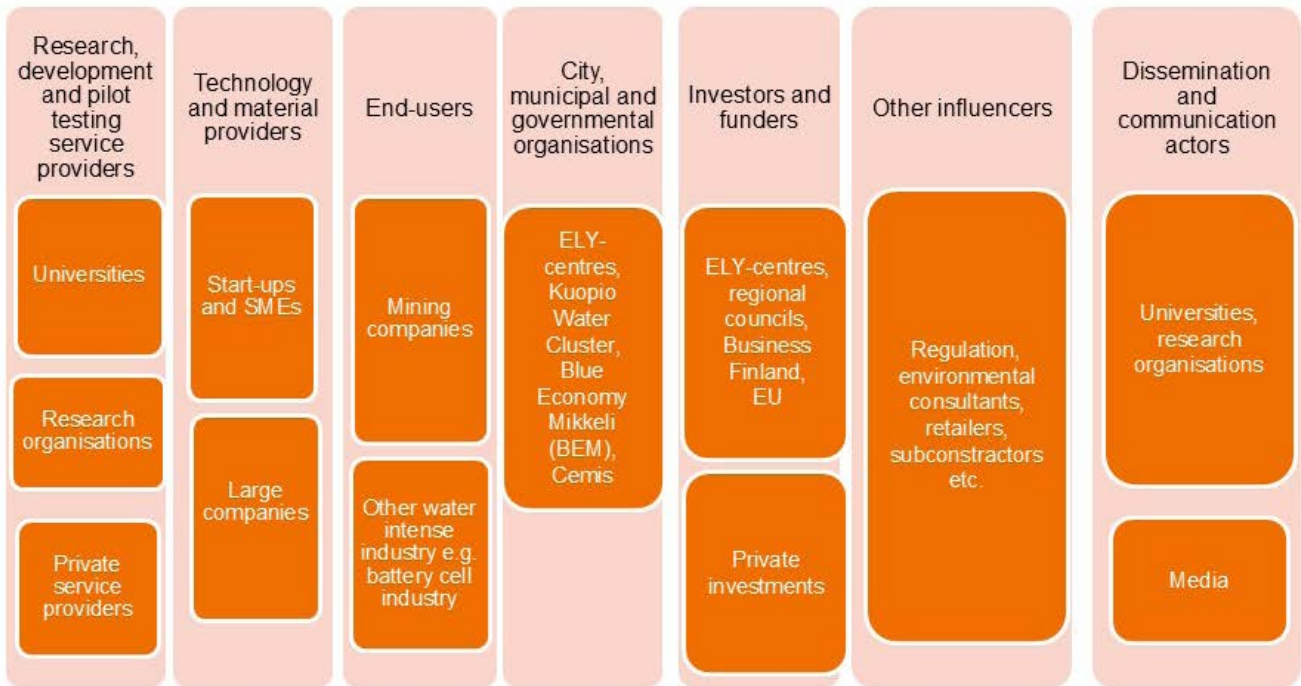 Research,
development
and pilot
testing
service
providers
Universities
Research
organisations
Private
service
providers
Technology
and material
providers
Start-ups
and SMEs
Large
companies
End-users
Mining
companies
Other water
intense
industry e.g.
battery cell
industry
City,
municipal and
governmental
organisations
ELY-
centres,
Kuopio
Water
Cluster,
Blue
Economy
Mikkeli
(BEM),
Cemis
Investors and
funders
ELY-centres,
regional
councils,
Business
Finland,
EU
Private
investments
Other influencers
Regulation,
environmental
consultants,
retailers,
subconstractors
etc.
Dissemination
and
communication
actors
Universities,
research
organisations
Media